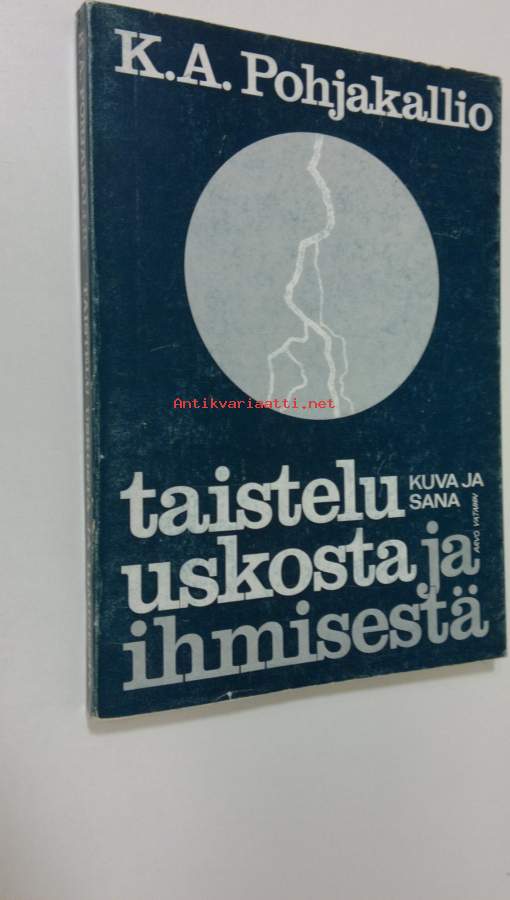 K.A. Pohjakallio
Antikvariaatti.net
taistelu
KUVA JA
SANA
uskosta ja
ihmisestä